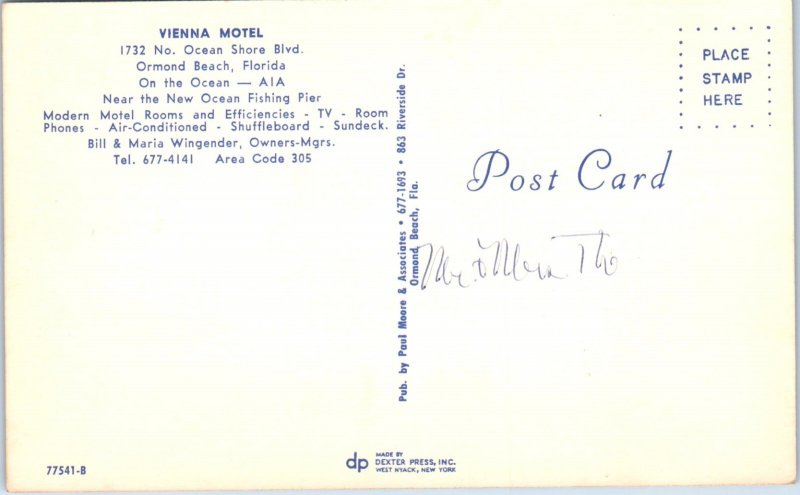 VIENNA MOTEL
1732 No. Ocean Shore Blvd.
Ormond Beach, Florida
On the Ocean — A1A
Near the New Ocean Fishing Pier
Modern Motel Rooms and Efficiencies - TV - Room
Phones - Air-Conditioned - Shuffleboard - Sundeck.
Bill & Maria Wingender, Owners-Mgrs.
Tel. 677-4141 Area Code 305
Pub. by Paul Moore & Associates • 677-1693 • 863 Riverside Dr.
Ormond Beach, Fla.
PLACE
STAMP
HERE
Post Card
Mr. & Mrs. Tho
77541-B
dp
MADE BY
DEXTER PRESS, INC.
WEST NYACK, NEW YORK